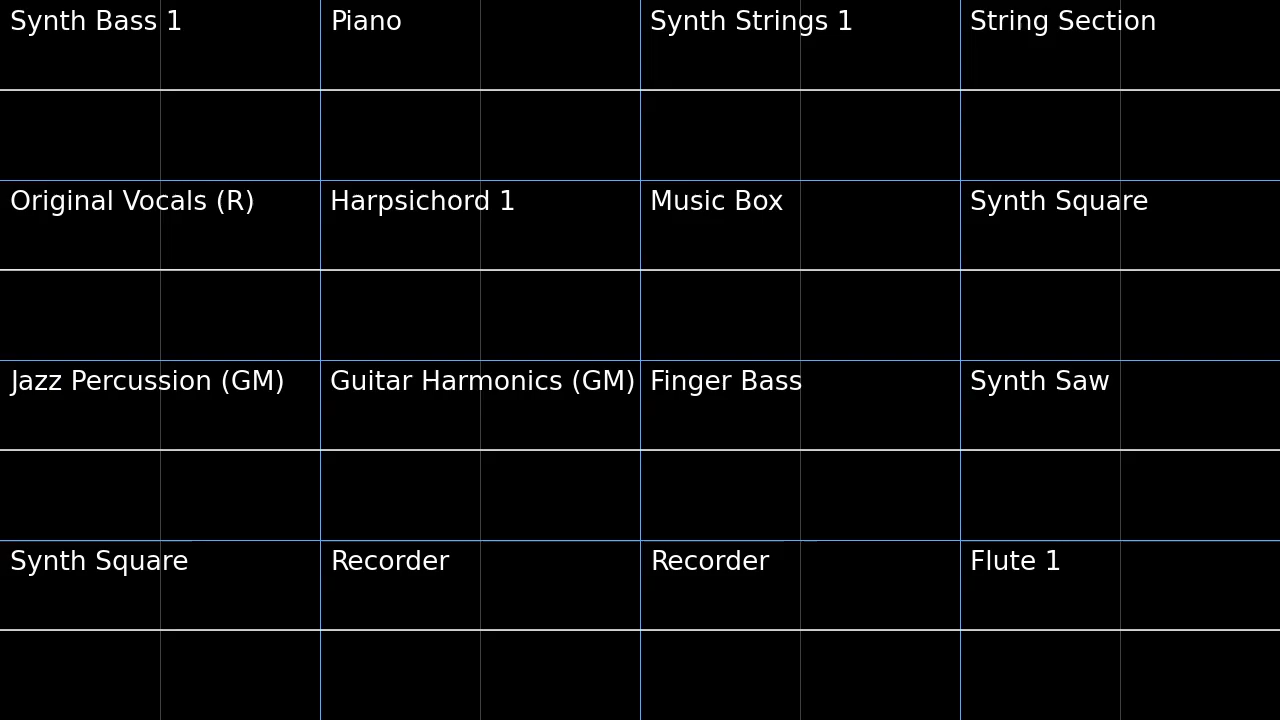 Synth Bass 1
Piano
Synth Strings 1
String Section
Original Vocals (R)
Harpsichord 1
Music Box
Synth Square
Jazz Percussion (GM)
Guitar Harmonics (GM)
Finger Bass
Synth Saw
Synth Square
Recorder
Recorder
Flute 1